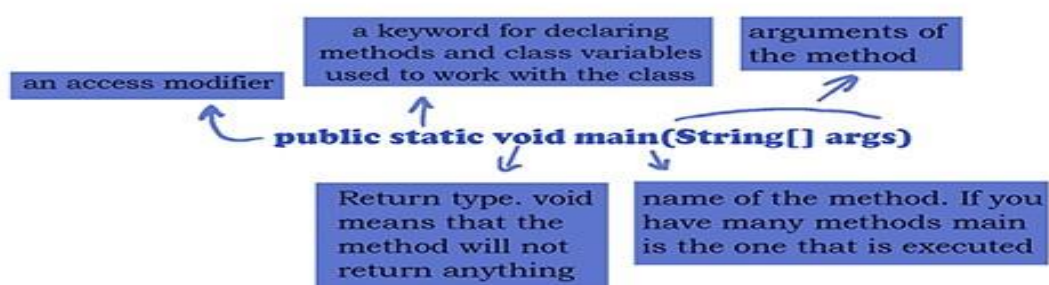 a keyword for declaring
methods and class variables
used to work with the class
arguments of
the method
an access modifier
public static void main(String[] args)
Return type. void
means that the
method will not
return anything
name of the method. If you
have many methods main
is the one that is executed